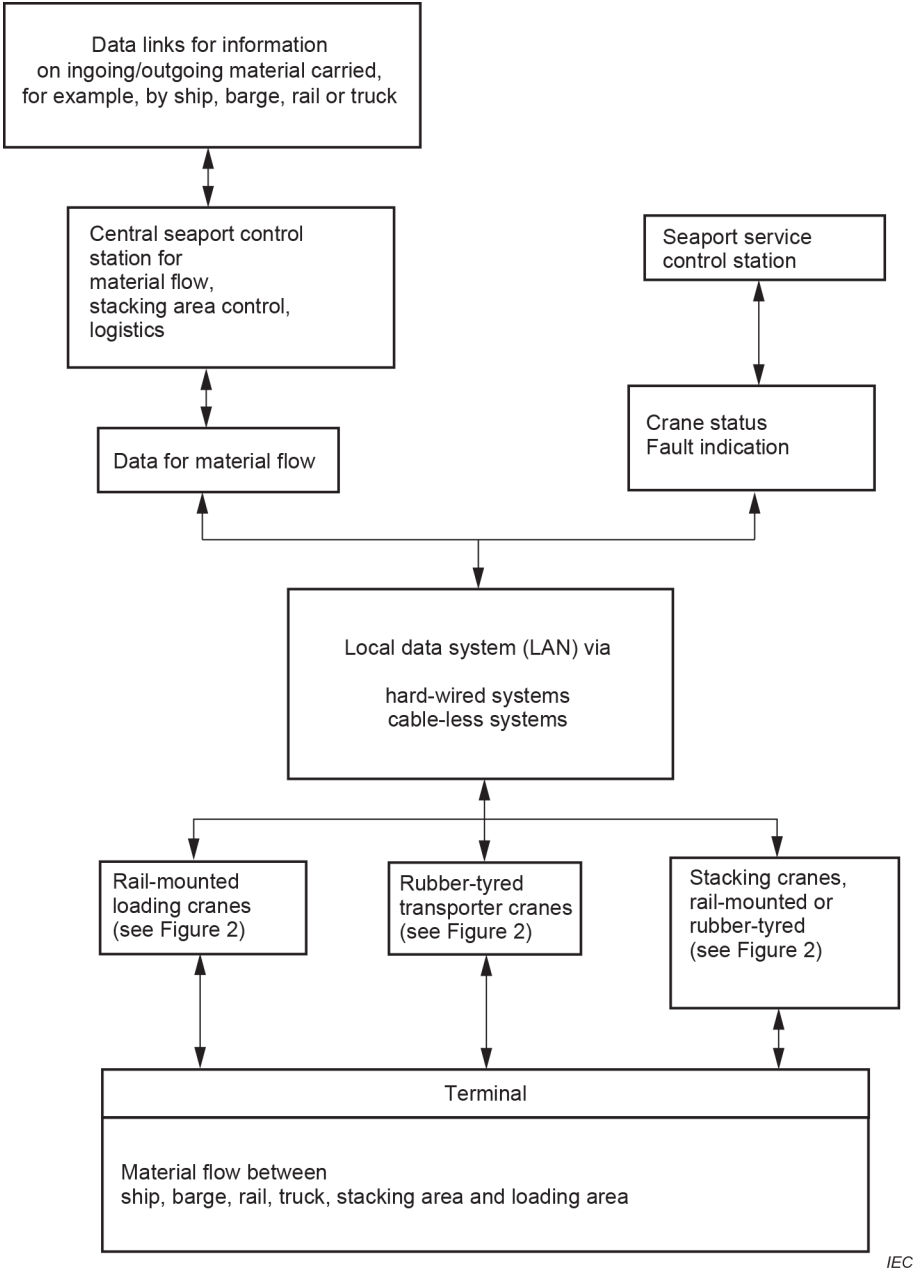 Data links for information
on ingoing/outgoing material carried,
for example, by ship, barge, rail or truck
Central seaport control
station for
material flow,
stacking area control,
logistics
Seaport service
control station
Data for material flow
Crane status
Fault indication
Local data system (LAN) via
hard-wired systems
cable-less systems
Rail-mounted
loading cranes
(see Figure 2)
Rubber-tyred
transporter cranes
(see Figure 2)
Stacking cranes,
rail-mounted or
rubber-tyred
(see Figure 2)
Terminal
Material flow between
ship, barge, rail, truck, stacking area and loading area
IEC